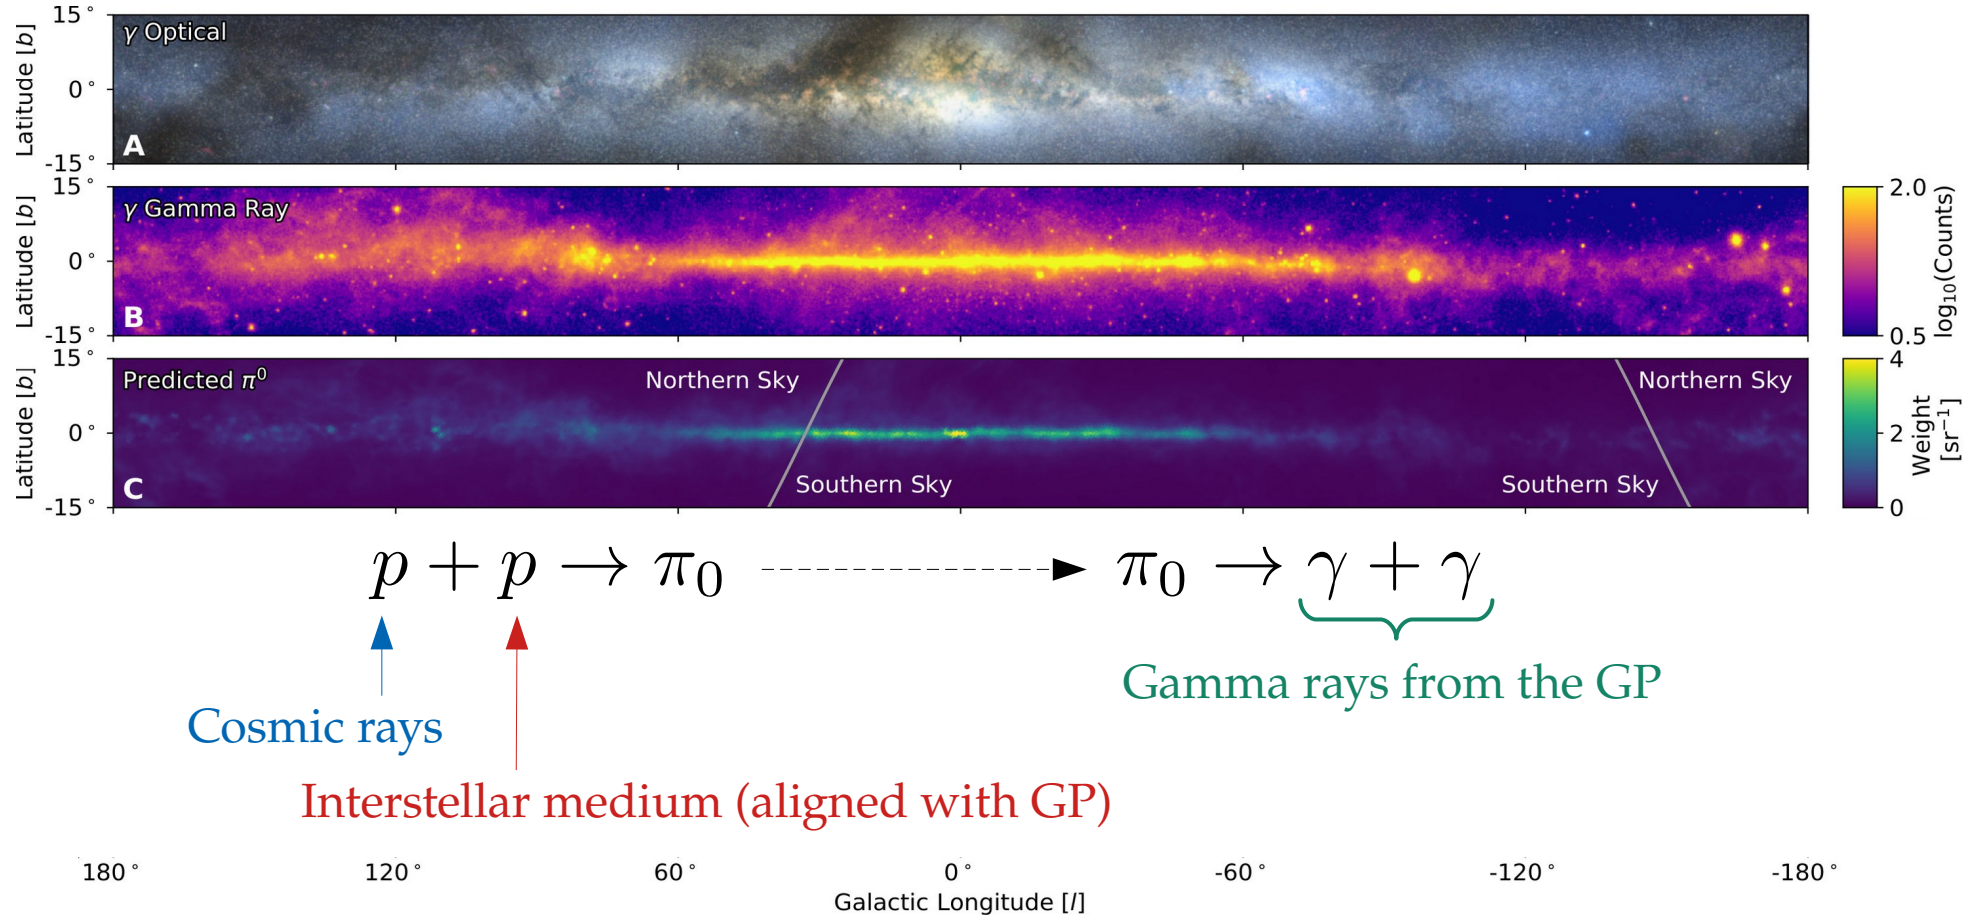 15°
γ Optical
Latitude [b]
0°
A
-15°
15°
γ Gamma Ray
Latitude [b]
0°
B
-15°
2.0
log₁₀(Counts)
0.5
15°
Predicted π⁰
Northern Sky
Northern Sky
Latitude [b]
0°
C
Southern Sky
Southern Sky
-15°
4
2
0
Weight
[sr⁻¹]
p + p → π₀
π₀ → γ + γ
Cosmic rays
Gamma rays from the GP
Interstellar medium (aligned with GP)
180° 120° 60° 0° -60° -120° -180°
Galactic Longitude [l]